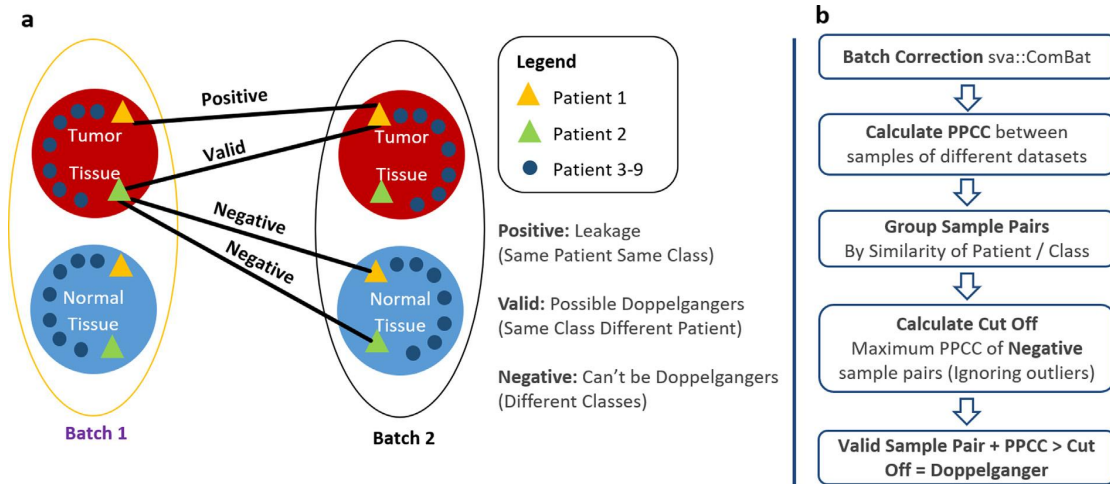 a
Positive
Valid
Negative
Negative
Tumor
Tissue
Tumor
Tissue
Normal
Tissue
Normal
Tissue
Batch 1
Batch 2
Legend
Patient 1
Patient 2
Patient 3-9
Positive: Leakage
(Same Patient Same Class)
Valid: Possible Doppelgangers
(Same Class Different Patient)
Negative: Can't be Doppelgangers
(Different Classes)
b
Batch Correction sva::ComBat
Calculate PPCC between
samples of different datasets
Group Sample Pairs
By Similarity of Patient / Class
Calculate Cut Off
Maximum PPCC of Negative
sample pairs (Ignoring outliers)
Valid Sample Pair + PPCC > Cut
Off = Doppelganger